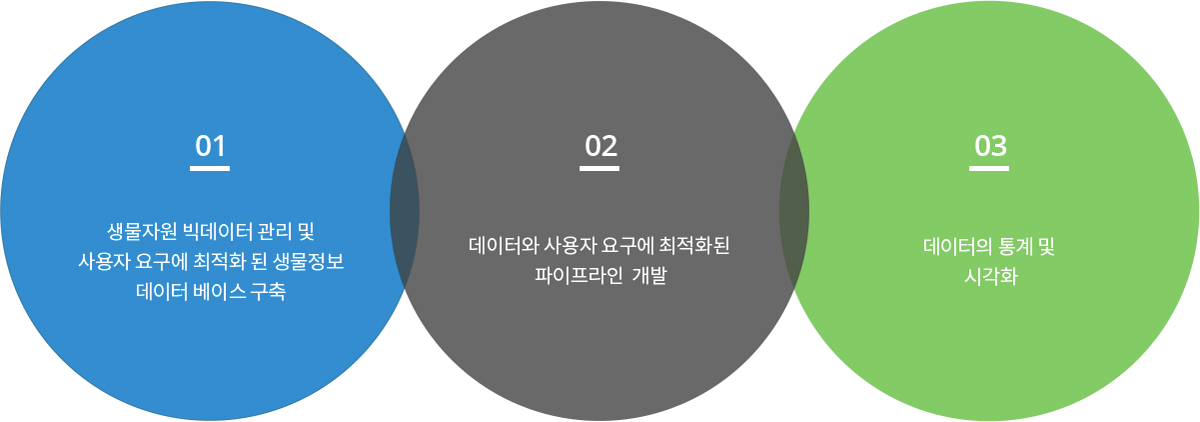 01
생물자원 빅데이터 관리 및
사용자 요구에 최적화 된 생물정보
데이터 베이스 구축
02
데이터와 사용자 요구에 최적화된
파이프라인 개발
03
데이터의 통계 및
시각화